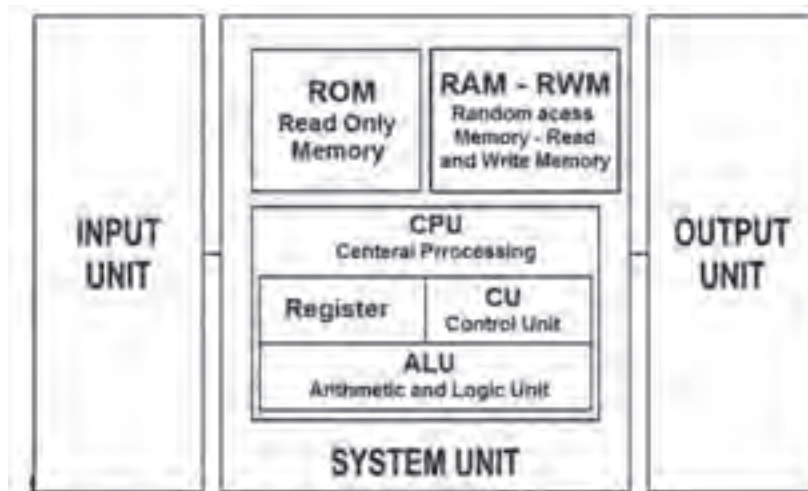 INPUT
UNIT
ROM
Read Only
Memory
RAM - RWM
Random acess
Memory - Read
and Write Memory
CPU
Centeral Prrocessing
Register
CU
Control Unit
ALU
Arithmetic and Logic Unit
SYSTEM UNIT
OUTPUT
UNIT